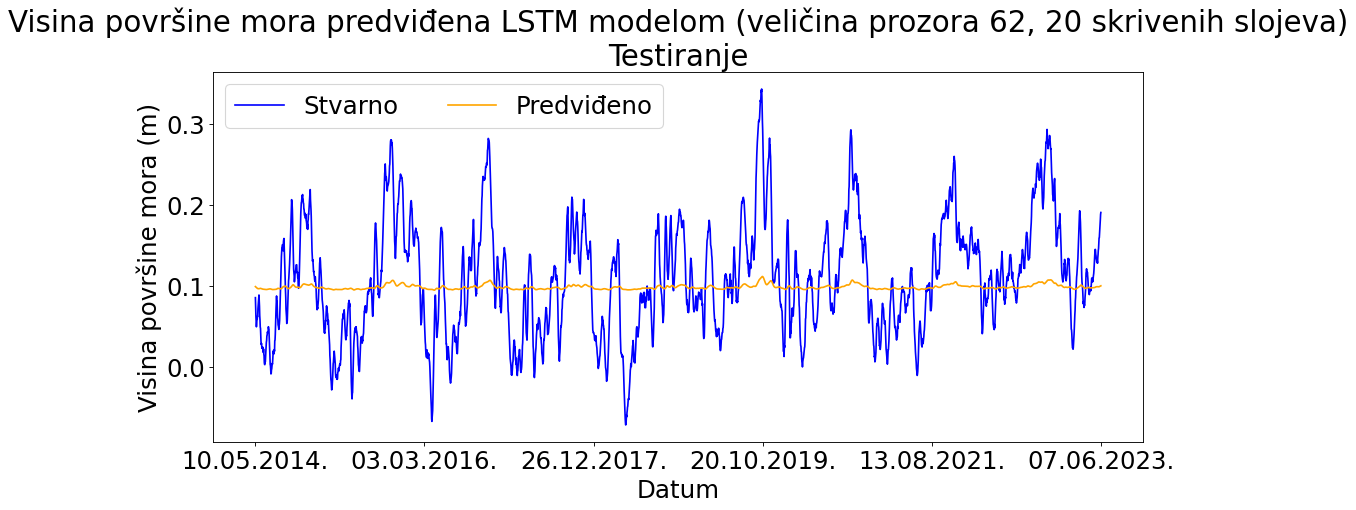 Visina površine mora predviđena LSTM modelom (veličina prozora 62, 20 skrivenih slojeva)
Testiranje
Stvarno Predviđeno
Visina površine mora (m)
0.3
0.2
0.1
0.0
10.05.2014. 03.03.2016. 26.12.2017. 20.10.2019. 13.08.2021. 07.06.2023.
Datum